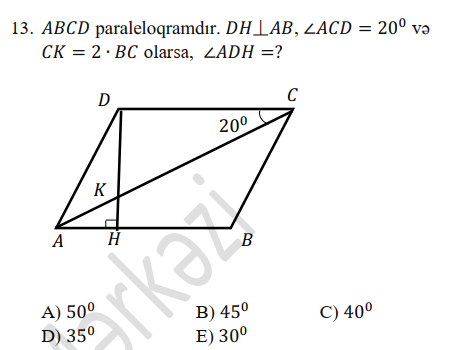 13. ABCD paraleloqramdır. DH⊥AB, ∠ACD = 20⁰ və
CK = 2 · BC olarsa, ∠ADH =?
D
C
20⁰
K
A
H
B
mərkəzi
A) 50⁰ B) 45⁰ C) 40⁰
D) 35⁰ E) 30⁰